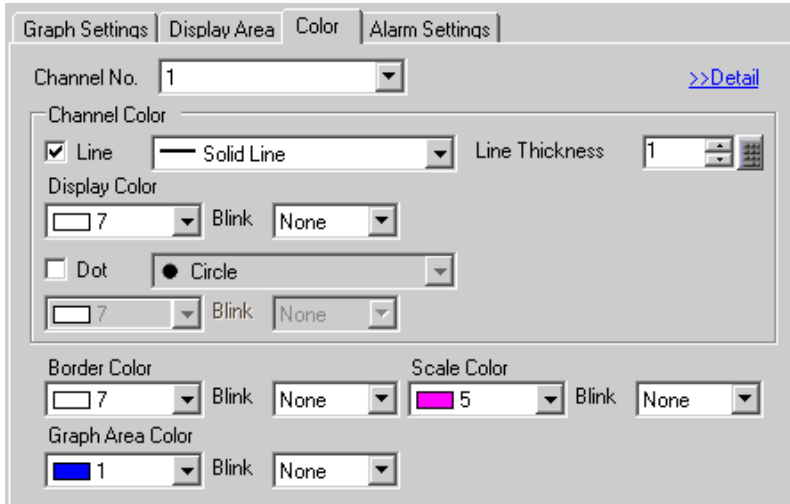 Graph Settings Display Area Color Alarm Settings
Channel No. 1 >>Detail
Channel Color
Line Solid Line Line Thickness 1
Display Color
7 Blink None
Dot Circle
7 Blink None
Border Color Scale Color
7 Blink None 5 Blink None
Graph Area Color
1 Blink None